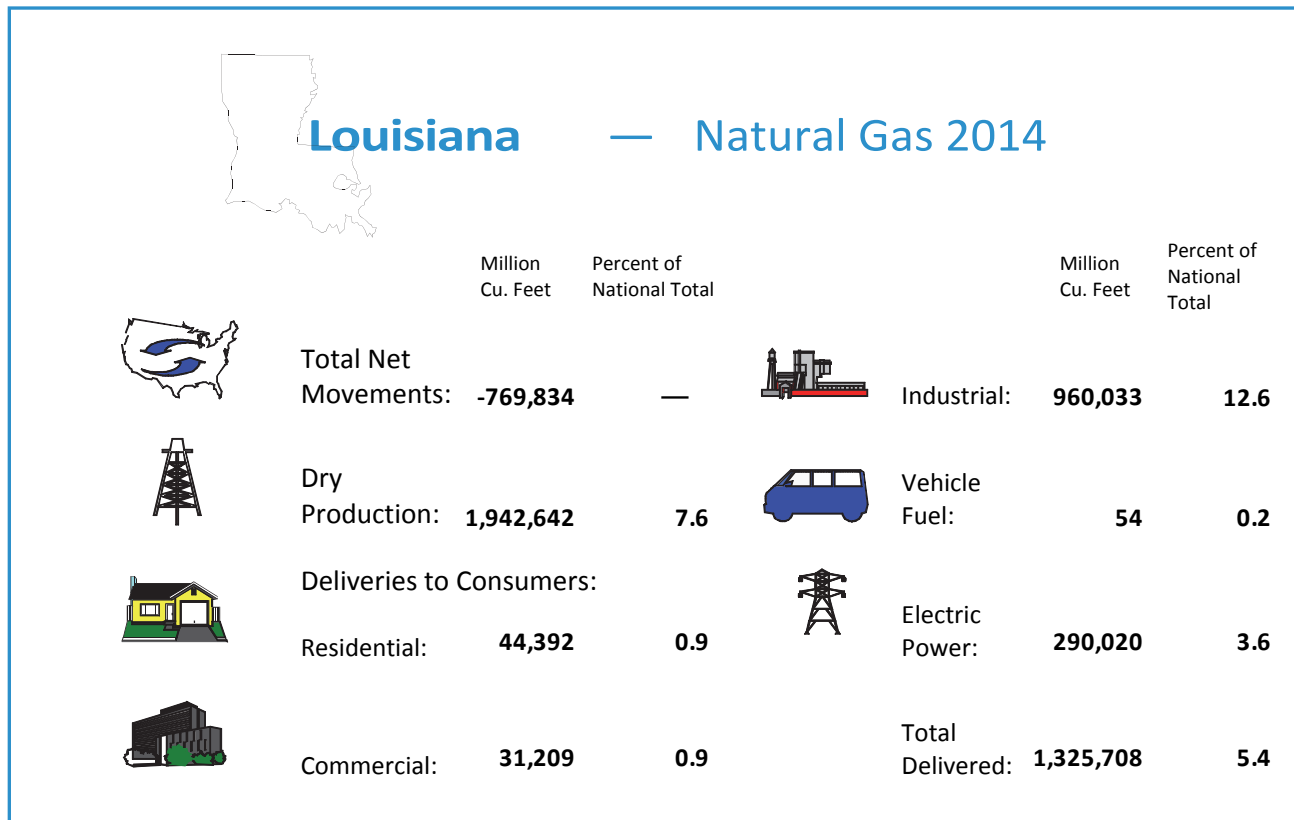 Louisiana — Natural Gas 2014
Million
Cu. Feet
Percent of
National Total
Total Net
Movements: -769,834 —
Dry
Production: 1,942,642 7.6
Deliveries to Consumers:
Residential: 44,392 0.9
Commercial: 31,209 0.9
Million
Cu. Feet
Percent of
National
Total
Industrial: 960,033 12.6
Vehicle
Fuel: 54 0.2
Electric
Power: 290,020 3.6
Total
Delivered: 1,325,708 5.4